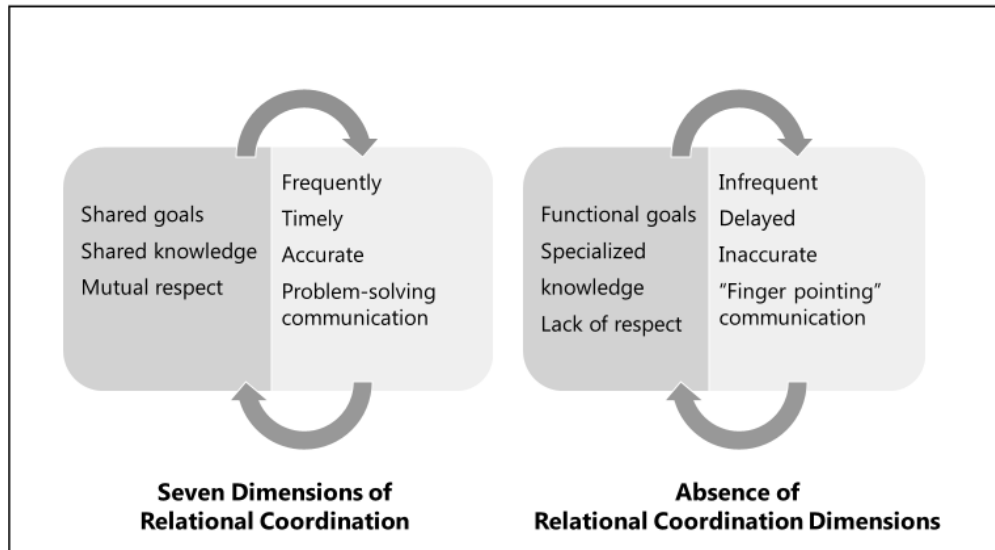 Shared goals
Shared knowledge
Mutual respect
Frequently
Timely
Accurate
Problem-solving
communication
Seven Dimensions of
Relational Coordination
Functional goals
Specialized
knowledge
Lack of respect
Infrequent
Delayed
Inaccurate
“Finger pointing”
communication
Absence of
Relational Coordination Dimensions